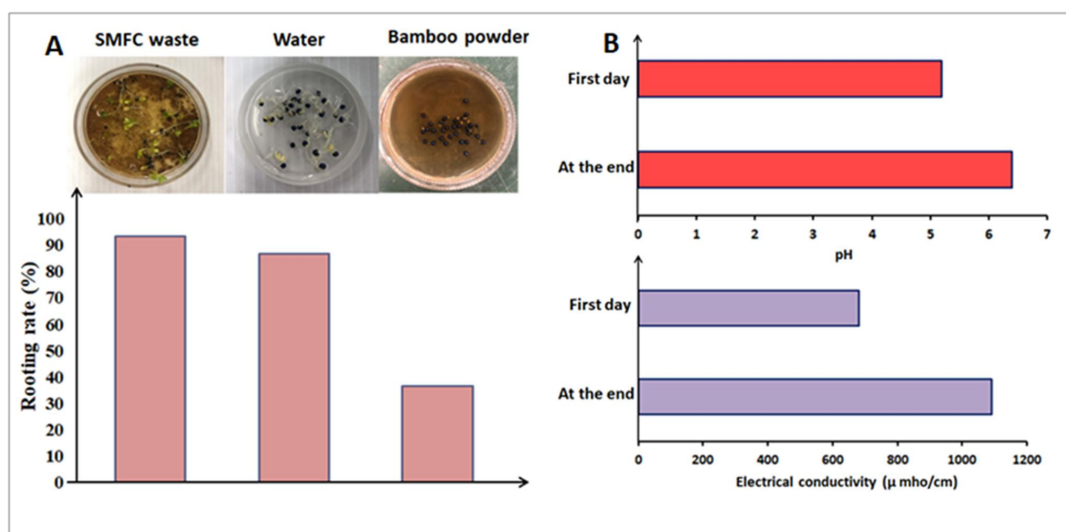 A
SMFC waste
Water
Bamboo powder
100
90
80
70
60
50
40
30
20
10
0
Rooting rate (%)
B
First day
At the end
0 1 2 3 4 5 6 7
pH
First day
At the end
0 200 400 600 800 1000 1200
Electrical conductivity (µ mho/cm)